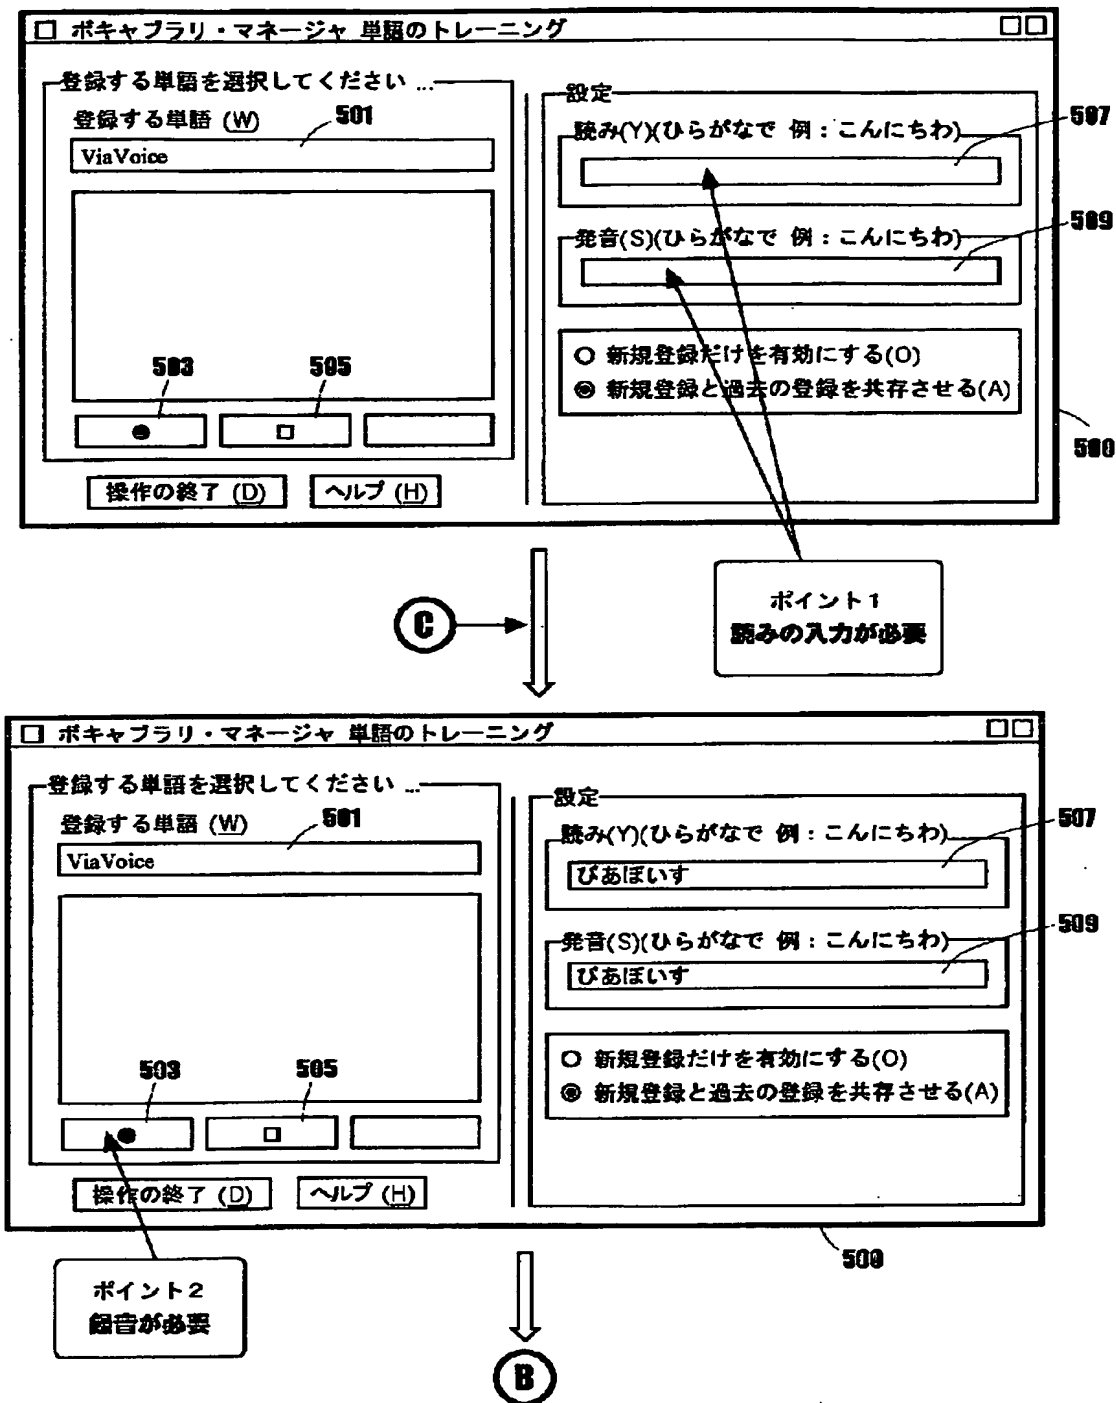 ボキャブラリ・マネージャ 単語のトレーニング
登録する単語を選択してください ...
登録する単語 (W)
501
ViaVoice
503
505
操作の終了 (D)
ヘルプ (H)
設定
読み(Y)(ひらがなで 例：こんにちわ)
507
発音(S)(ひらがなで 例：こんにちわ)
509
新規登録だけを有効にする(O)
新規登録と過去の登録を共存させる(A)
500
ポイント1
読みの入力が必要
C
ボキャブラリ・マネージャ 単語のトレーニング
登録する単語を選択してください ...
登録する単語 (W)
501
ViaVoice
503
505
操作の終了 (D)
ヘルプ (H)
設定
読み(Y)(ひらがなで 例：こんにちわ)
507
びあぼいす
発音(S)(ひらがなで 例：こんにちわ)
509
びあぼいす
新規登録だけを有効にする(O)
新規登録と過去の登録を共存させる(A)
500
ポイント2
録音が必要
B